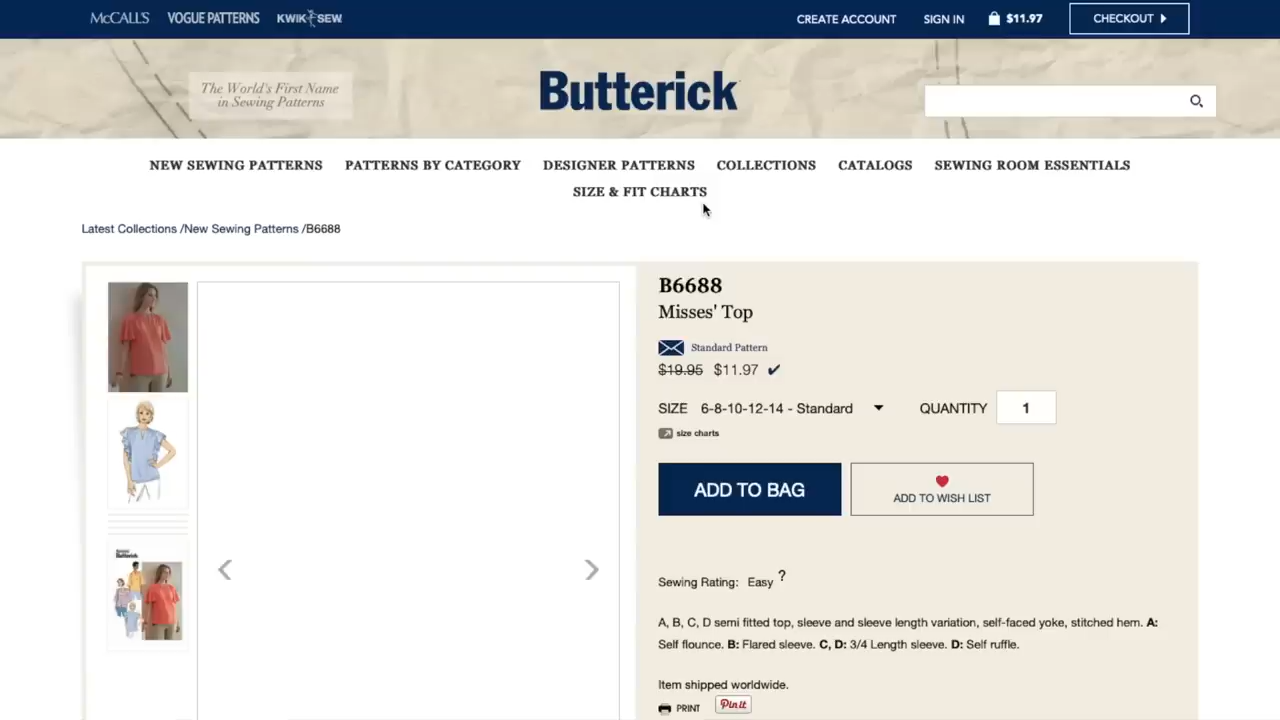 McCALL'S VOGUE PATTERNS KWIK SEW CREATE ACCOUNT SIGN IN $11.97 CHECKOUT
The World's First Name
in Sewing Patterns
Butterick
NEW SEWING PATTERNS PATTERNS BY CATEGORY DESIGNER PATTERNS COLLECTIONS CATALOGS SEWING ROOM ESSENTIALS
SIZE & FIT CHARTS
Latest Collections /New Sewing Patterns /B6688
B6688
Misses' Top
Standard Pattern
$19.95 $11.97 ✔
SIZE 6-8-10-12-14 - Standard QUANTITY 1
size charts
ADD TO BAG
ADD TO WISH LIST
Butterick
Sewing Rating: Easy ?
A, B, C, D semi fitted top, sleeve and sleeve length variation, self-faced yoke, stitched hem. A:
Self flounce. B: Flared sleeve. C, D: 3/4 Length sleeve. D: Self ruffle.
Item shipped worldwide.
PRINT Pin it